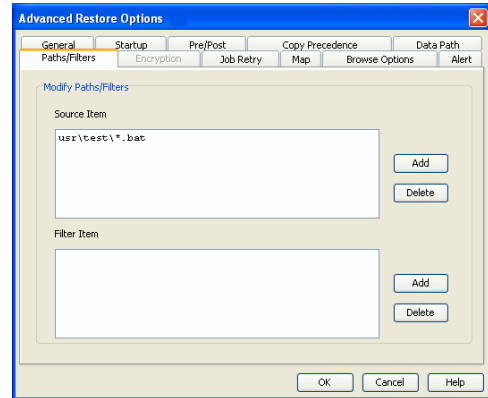 Advanced Restore Options
General Startup Pre/Post Copy Precedence Data Path
Paths/Filters Encryption Job Retry Map Browse Options Alert
Modify Paths/Filters
Source Item
usr\test\*.bat
Add
Delete
Filter Item
Add
Delete
OK Cancel Help